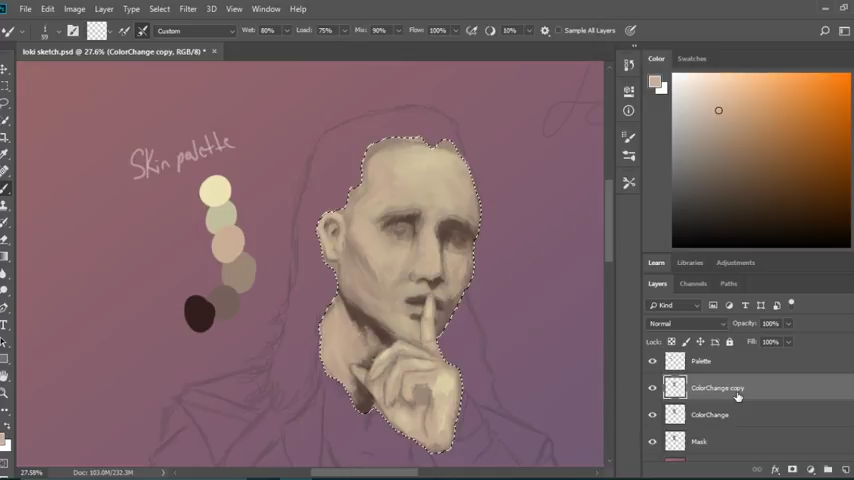 File Edit Image Layer Type Select Filter 3D View Window Help
59 Custom Wet: 80% Load: 75% Mix: 90% Flow: 100% 10% Sample All Layers
loki sketch.psd @ 27.6% (ColorChange copy, RGB/8) * ×
Color Swatches
Skin palette
Learn Libraries Adjustments
Layers Channels Paths
Kind
Normal Opacity: 100%
Lock: Fill: 100%
Palette
ColorChange copy
ColorChange
Mask
27.58% Doc: 103.0M/232.3M
fx